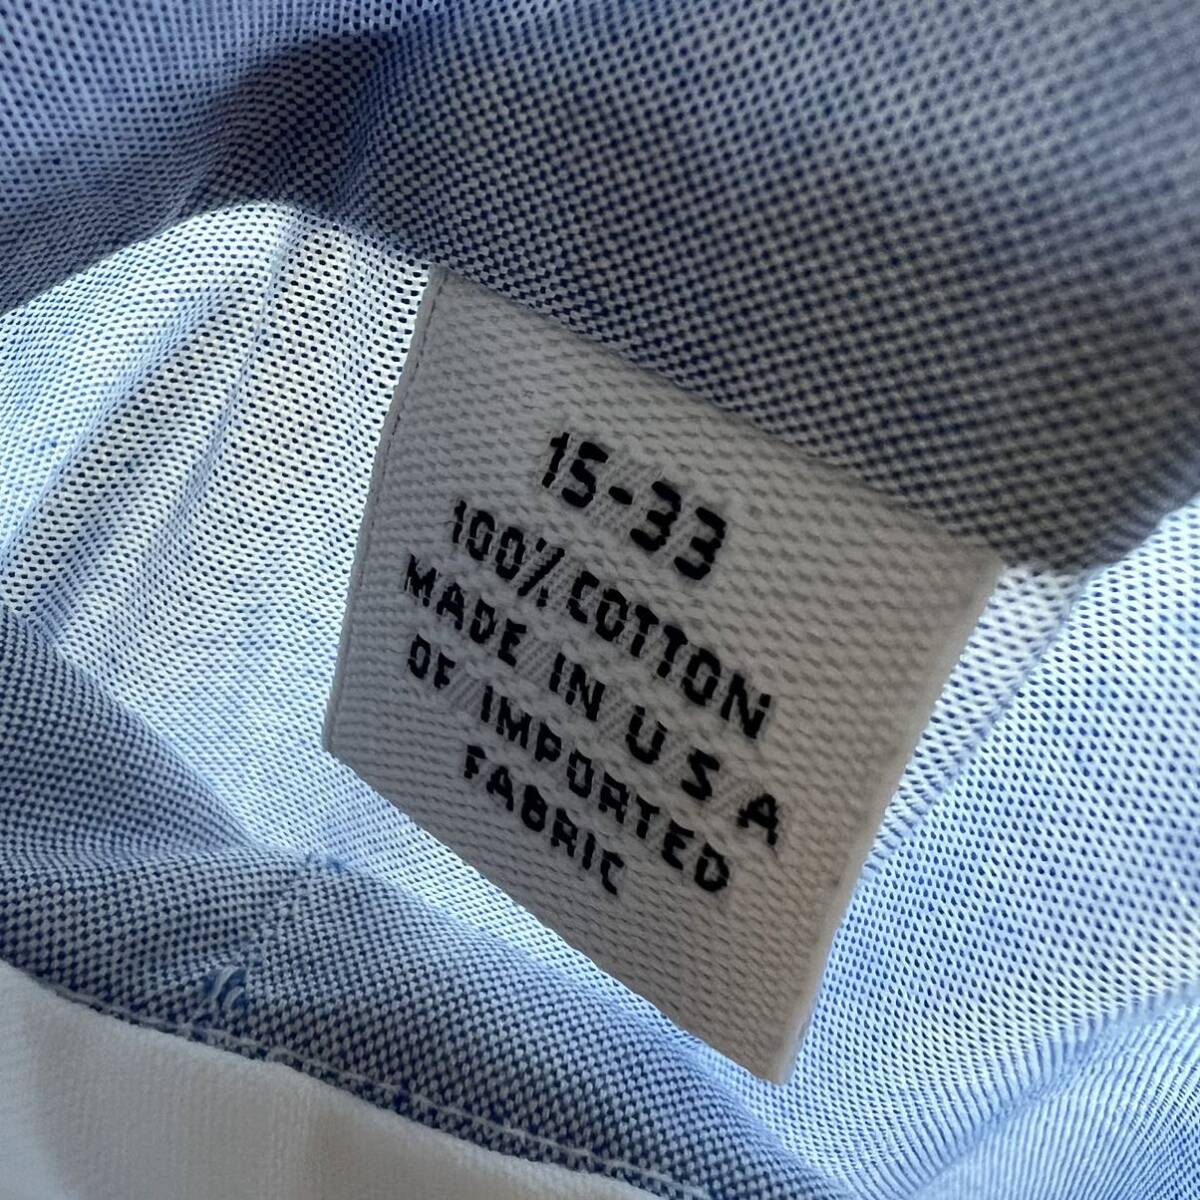 15-33
100% COTTON
MADE IN U S A
OF IMPORTED
FABRIC